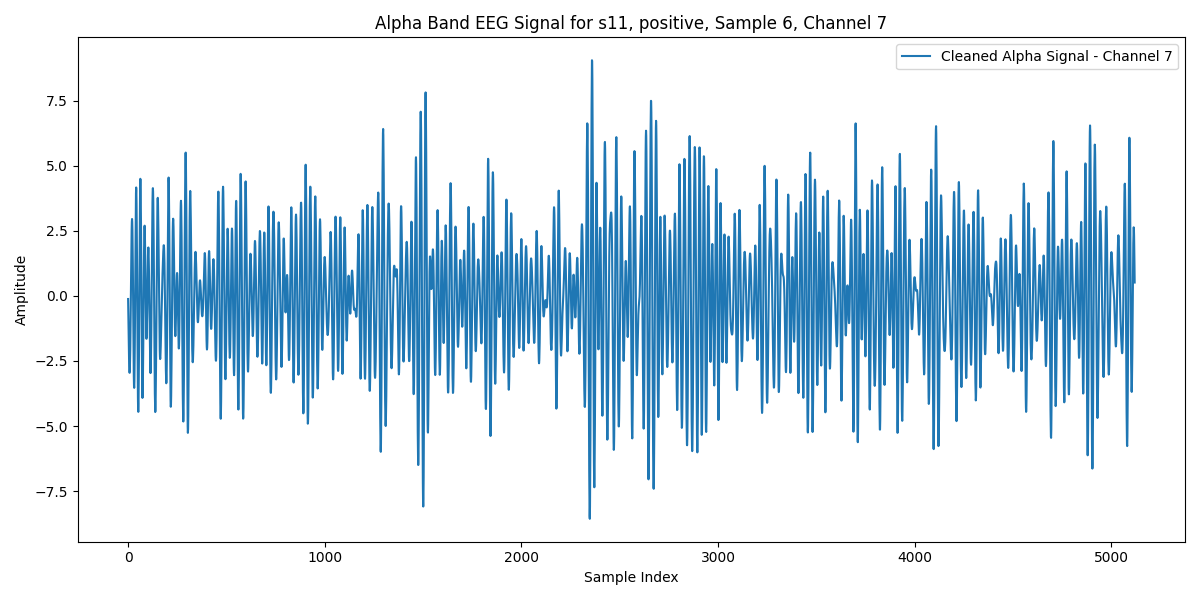 Alpha Band EEG Signal for s11, positive, Sample 6, Channel 7
Cleaned Alpha Signal - Channel 7
Amplitude
7.5
5.0
2.5
0.0
−2.5
−5.0
−7.5
0 1000 2000 3000 4000 5000
Sample Index